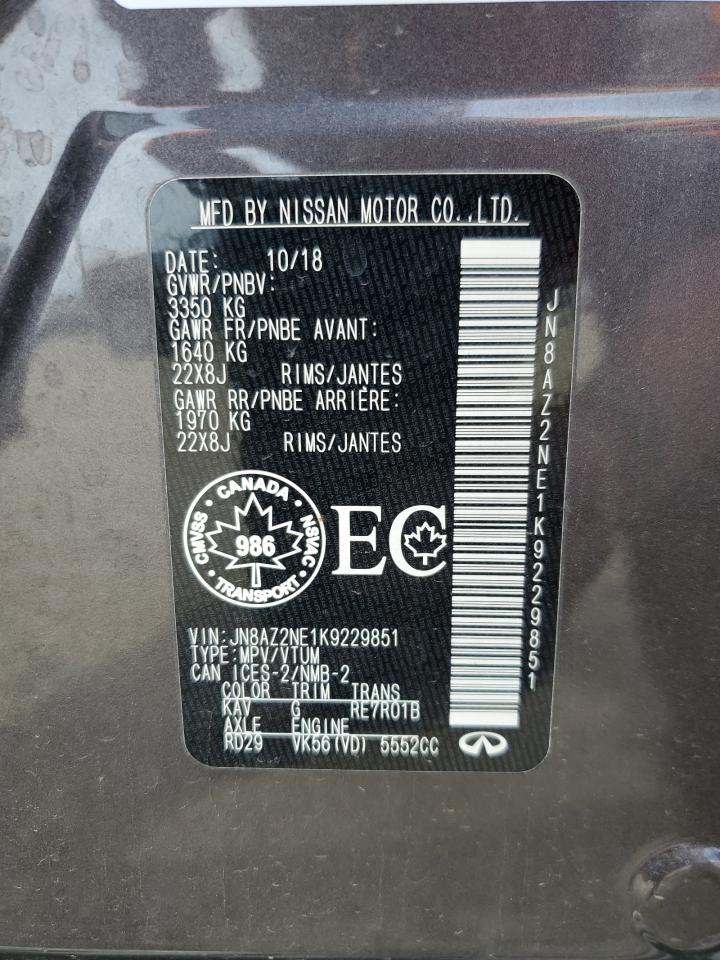 MFD BY NISSAN MOTOR CO.,LTD.
DATE: 10/18
GVWR/PNBV:
3350 KG
GAWR FR/PNBE AVANT:
1640 KG
22X8J RIMS/JANTES
GAWR RR/PNBE ARRIÈRE:
1970 KG
22X8J RIMS/JANTES
CANADA
CMVSS
986
NSVAC
TRANSPORT
EC
VIN:JN8AZ2NE1K9229851
TYPE:MPV/VTUM
CAN ICES-2/NMB-2
COLOR TRIM TRANS
KAV G RE7R01B
AXLE ENGINE
RD29 VK56(VD) 5552CC
JN8AZ2NE1K9229851